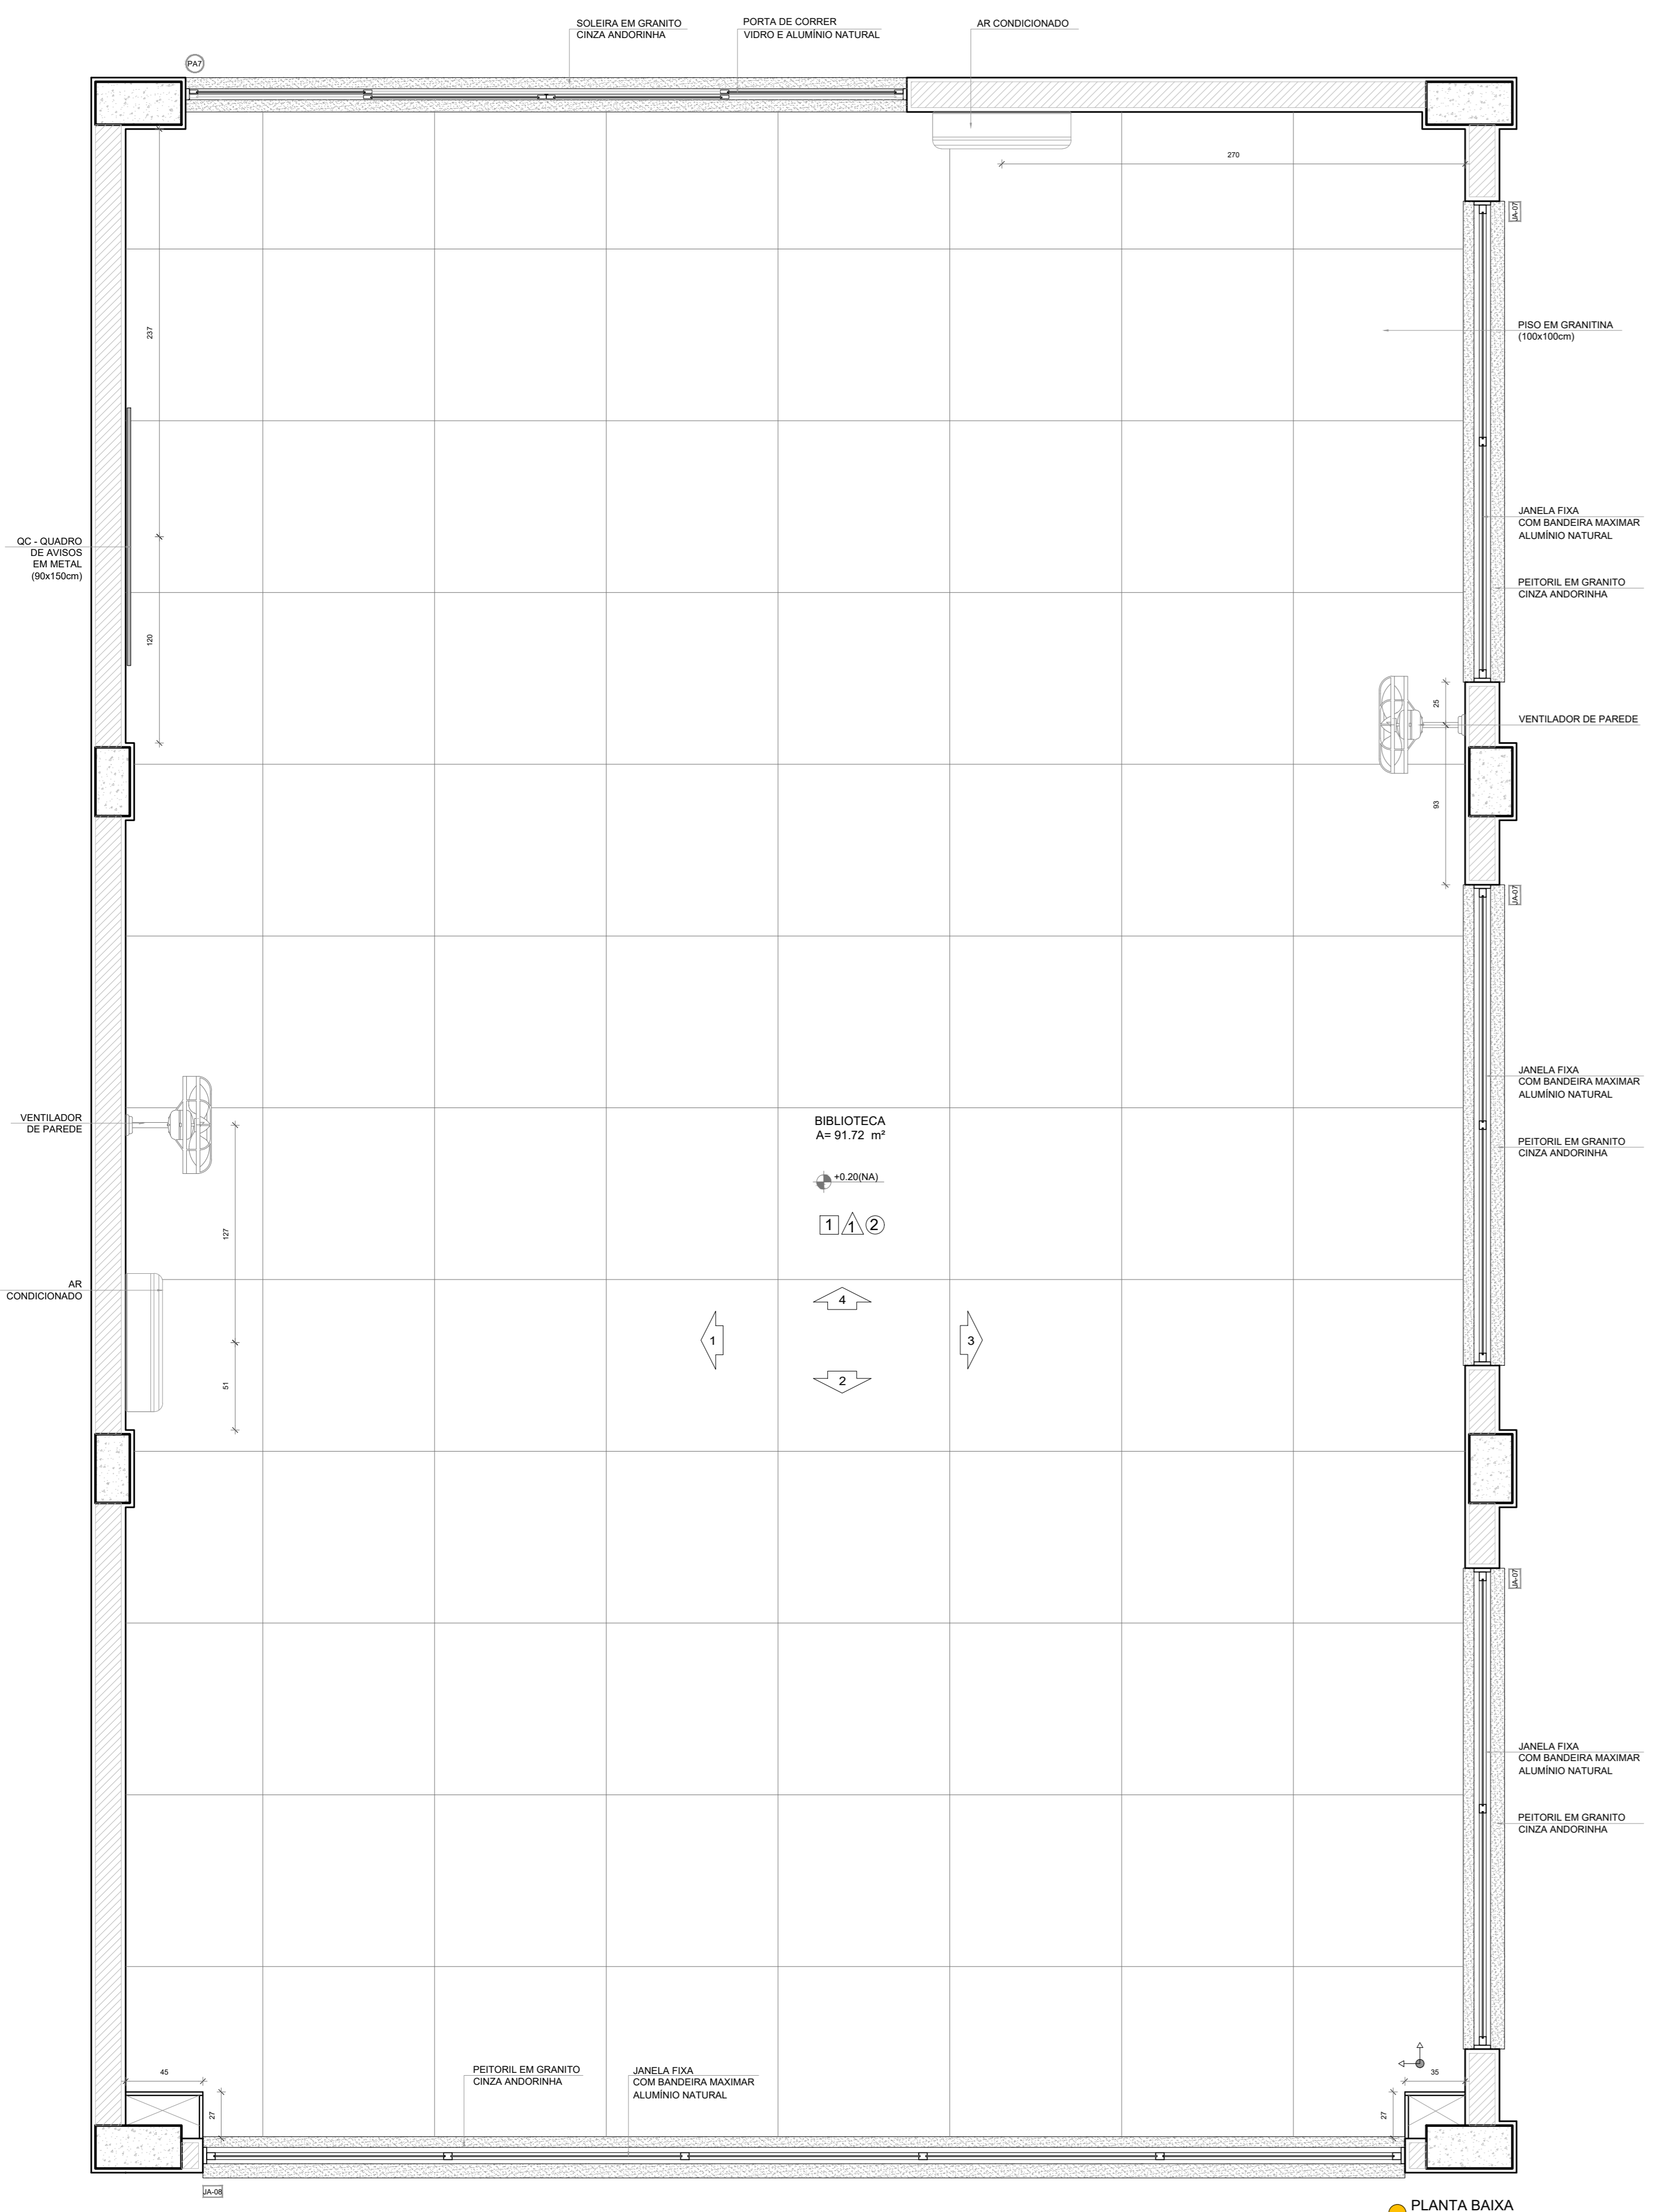 SOLEIRA EM GRANITO
CINZA ANDORINHA
PORTA DE CORRER
VIDRO E ALUMÍNIO NATURAL
AR CONDICIONADO
PA7
270
JA-07
237
PISO EM GRANITINA
(100x100cm)
QC - QUADRO
DE AVISOS
EM METAL
(90x150cm)
JANELA FIXA
COM BANDEIRA MAXIMAR
ALUMÍNIO NATURAL
PEITORIL EM GRANITO
CINZA ANDORINHA
120
25
VENTILADOR DE PAREDE
93
JA-07
VENTILADOR
DE PAREDE
BIBLIOTECA
A= 91.72 m²
+0.20(NA)
1 1 2
JANELA FIXA
COM BANDEIRA MAXIMAR
ALUMÍNIO NATURAL
PEITORIL EM GRANITO
CINZA ANDORINHA
127
AR
CONDICIONADO
4
1
3
2
51
JA-07
JANELA FIXA
COM BANDEIRA MAXIMAR
ALUMÍNIO NATURAL
PEITORIL EM GRANITO
CINZA ANDORINHA
45
27
PEITORIL EM GRANITO
CINZA ANDORINHA
JANELA FIXA
COM BANDEIRA MAXIMAR
ALUMÍNIO NATURAL
35
27
JA-08
PLANTA BAIXA